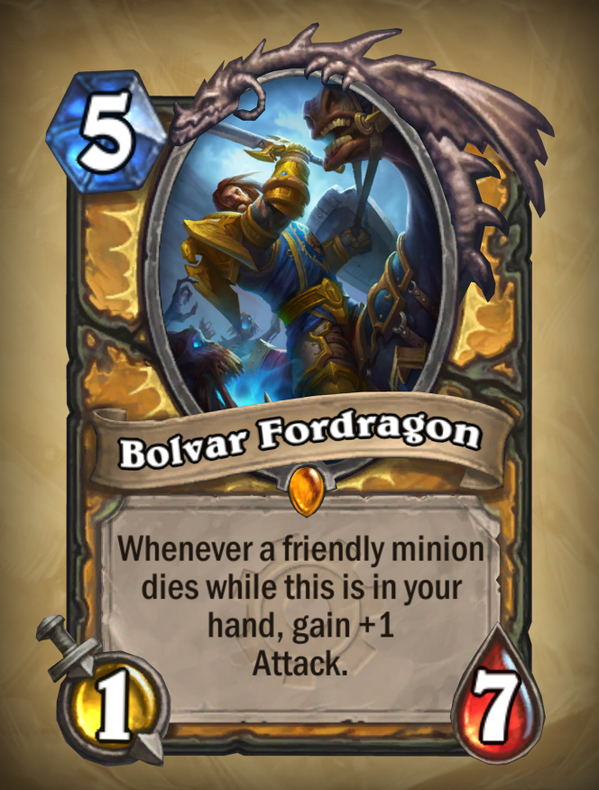 5
Bolvar Fordragon
Whenever a friendly minion
dies while this is in your
hand, gain +1
Attack.
1
7